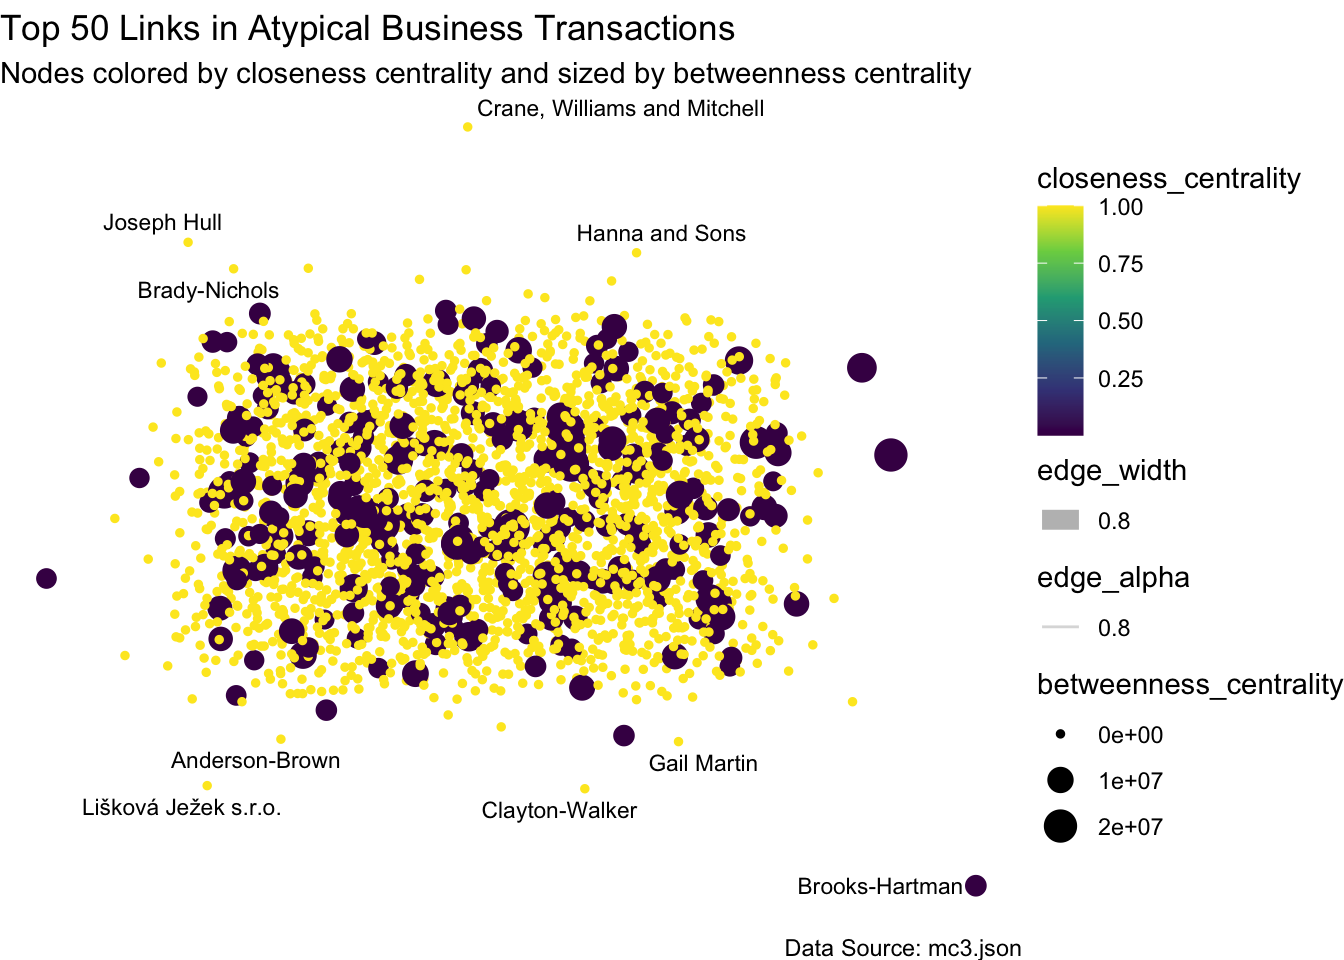 Top 50 Links in Atypical Business Transactions
Nodes colored by closeness centrality and sized by betweenness centrality
Crane, Williams and Mitchell
Joseph Hull
Hanna and Sons
Brady-Nichols
Anderson-Brown
Gail Martin
Lišková Ježek s.r.o.
Clayton-Walker
Brooks-Hartman
closeness_centrality
1.00
0.75
0.50
0.25
edge_width
0.8
edge_alpha
0.8
betweenness_centrality
0e+00
1e+07
2e+07
Data Source: mc3.json